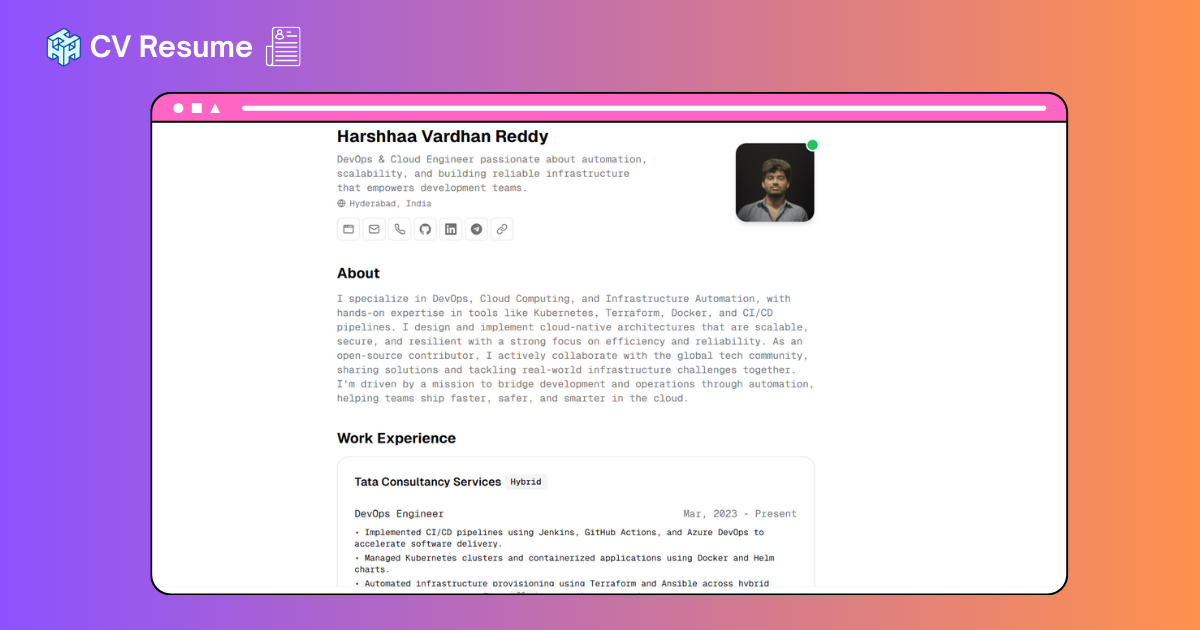 CV Resume
Harshhaa Vardhan Reddy
DevOps & Cloud Engineer passionate about automation,
scalability, and building reliable infrastructure
that empowers development teams.
Hyderabad, India
About
I specialize in DevOps, Cloud Computing, and Infrastructure Automation, with
hands-on expertise in tools like Kubernetes, Terraform, Docker, and CI/CD
pipelines. I design and implement cloud-native architectures that are scalable,
secure, and resilient with a strong focus on efficiency and reliability. As an
open-source contributor, I actively collaborate with the global tech community,
sharing solutions and tackling real-world infrastructure challenges together.
I'm driven by a mission to bridge development and operations through automation,
helping teams ship faster, safer, and smarter in the cloud.
Work Experience
Tata Consultancy Services Hybrid
DevOps Engineer Mar, 2023 - Present
• Implemented CI/CD pipelines using Jenkins, GitHub Actions, and Azure DevOps to
accelerate software delivery.
• Managed Kubernetes clusters and containerized applications using Docker and Helm
charts.
• Automated infrastructure provisioning using Terraform and Ansible across hybrid